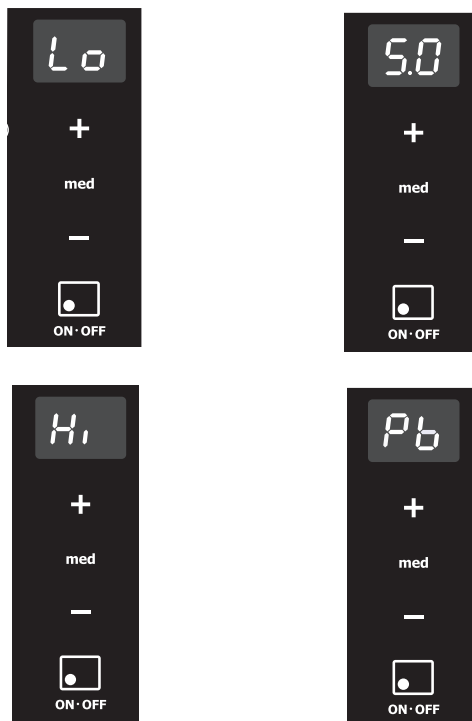 Lo
+
med
−
ON·OFF
5.0
+
med
−
ON·OFF
Hi
+
med
−
ON·OFF
Pb
+
med
−
ON·OFF